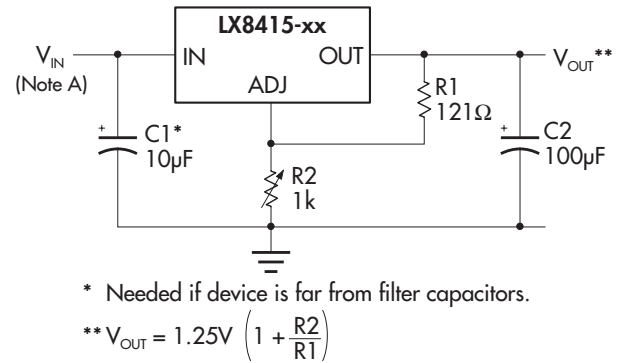 LX8415-xx
V_IN
(Note A)
IN
OUT
ADJ
V_OUT**
R1
121Ω
+
C1*
10µF
R2
1k
+
C2
100µF
* Needed if device is far from filter capacitors.
** V_OUT = 1.25V (1 + R2/R1)